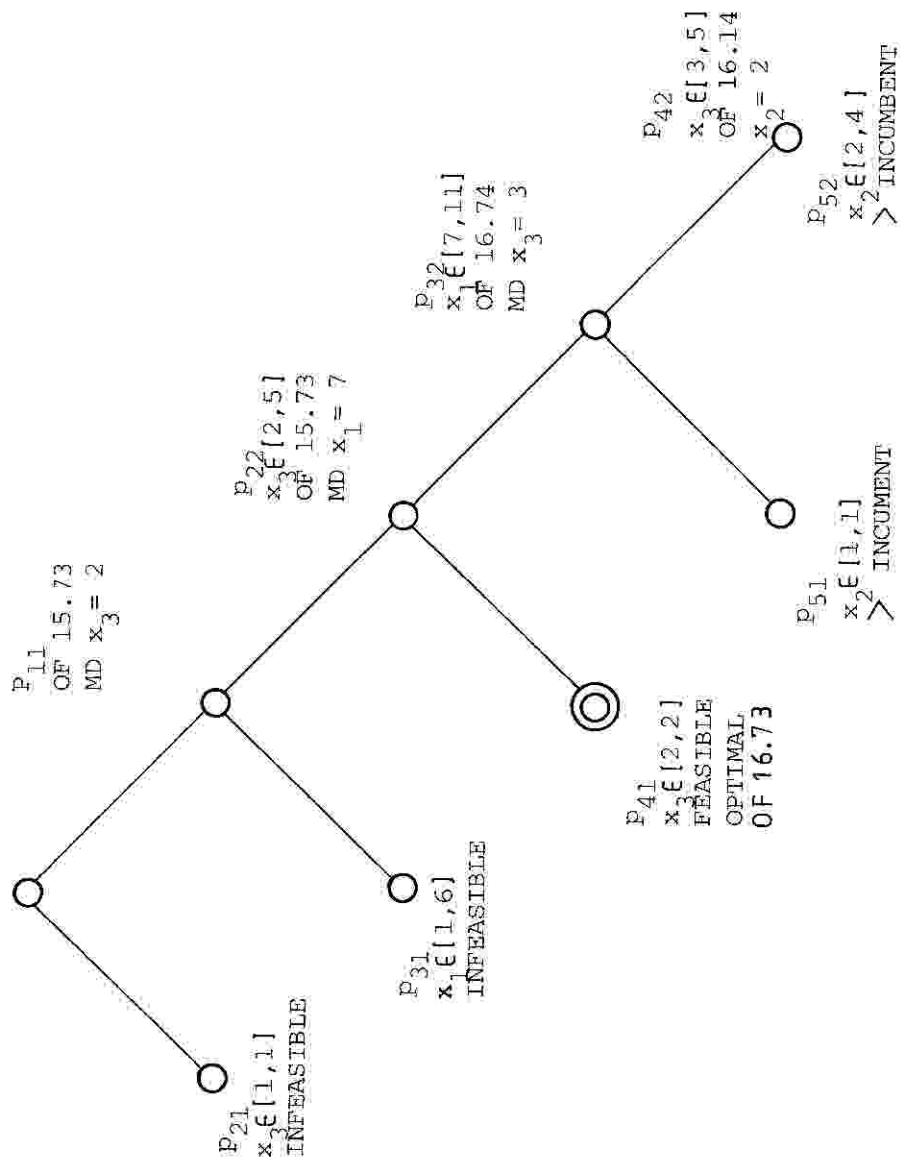 P11
OF 15.73
MD x3 = 2
P21
x3 ∈ [1,1]
INFEASIBLE
P22
x3 ∈ [2,5]
OF 15.73
MD x1 = 7
P31
x1 ∈ [1,6]
INFEASIBLE
P32
x1 ∈ [7,11]
OF 16.74
MD x3 = 3
P41
x3 ∈ [2,2]
FEASIBLE
OPTIMAL
OF 16.73
P42
x3 ∈ [3,5]
OF 16.14
x2 = 2
P51
x2 ∈ [1,1]
> INCUMENT
P52
x2 ∈ [2,4]
> INCUMBENT